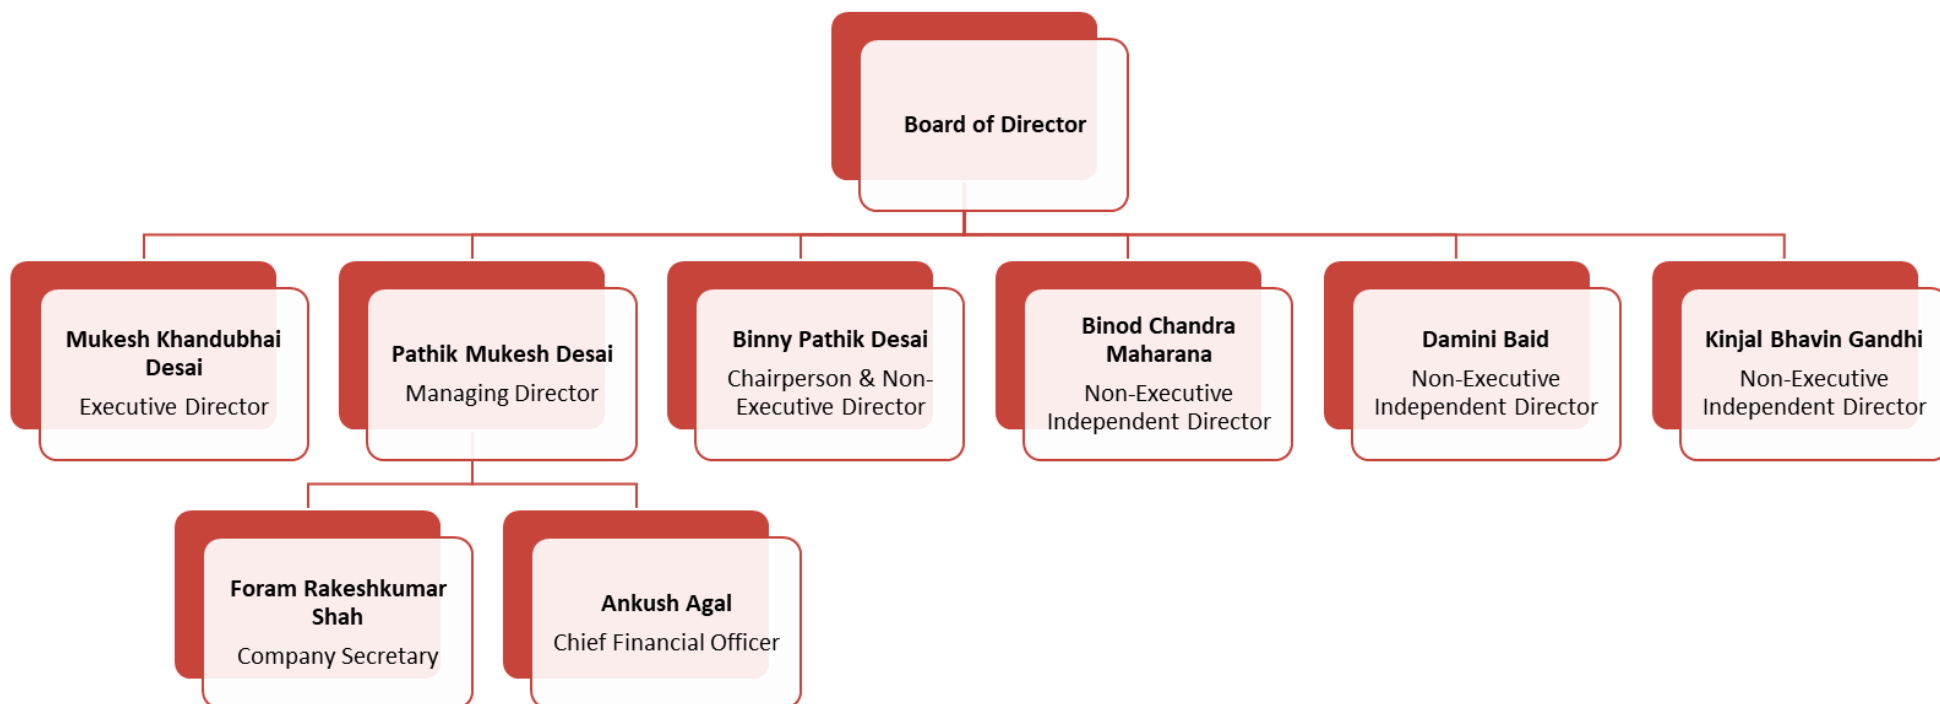 Board of Director
Mukesh Khandubhai
Desai
Executive Director
Pathik Mukesh Desai
Managing Director
Binny Pathik Desai
Chairperson & Non-
Executive Director
Binod Chandra
Maharana
Non-Executive
Independent Director
Damini Baid
Non-Executive
Independent Director
Kinjal Bhavin Gandhi
Non-Executive
Independent Director
Foram Rakeshkumar
Shah
Company Secretary
Ankush Agal
Chief Financial Officer